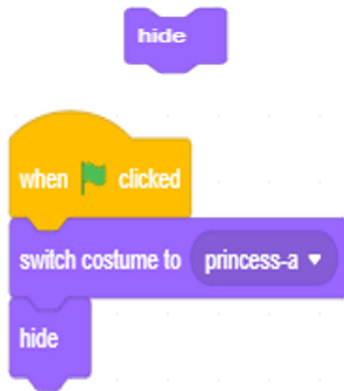 hide
when clicked
switch costume to princess-a
hide